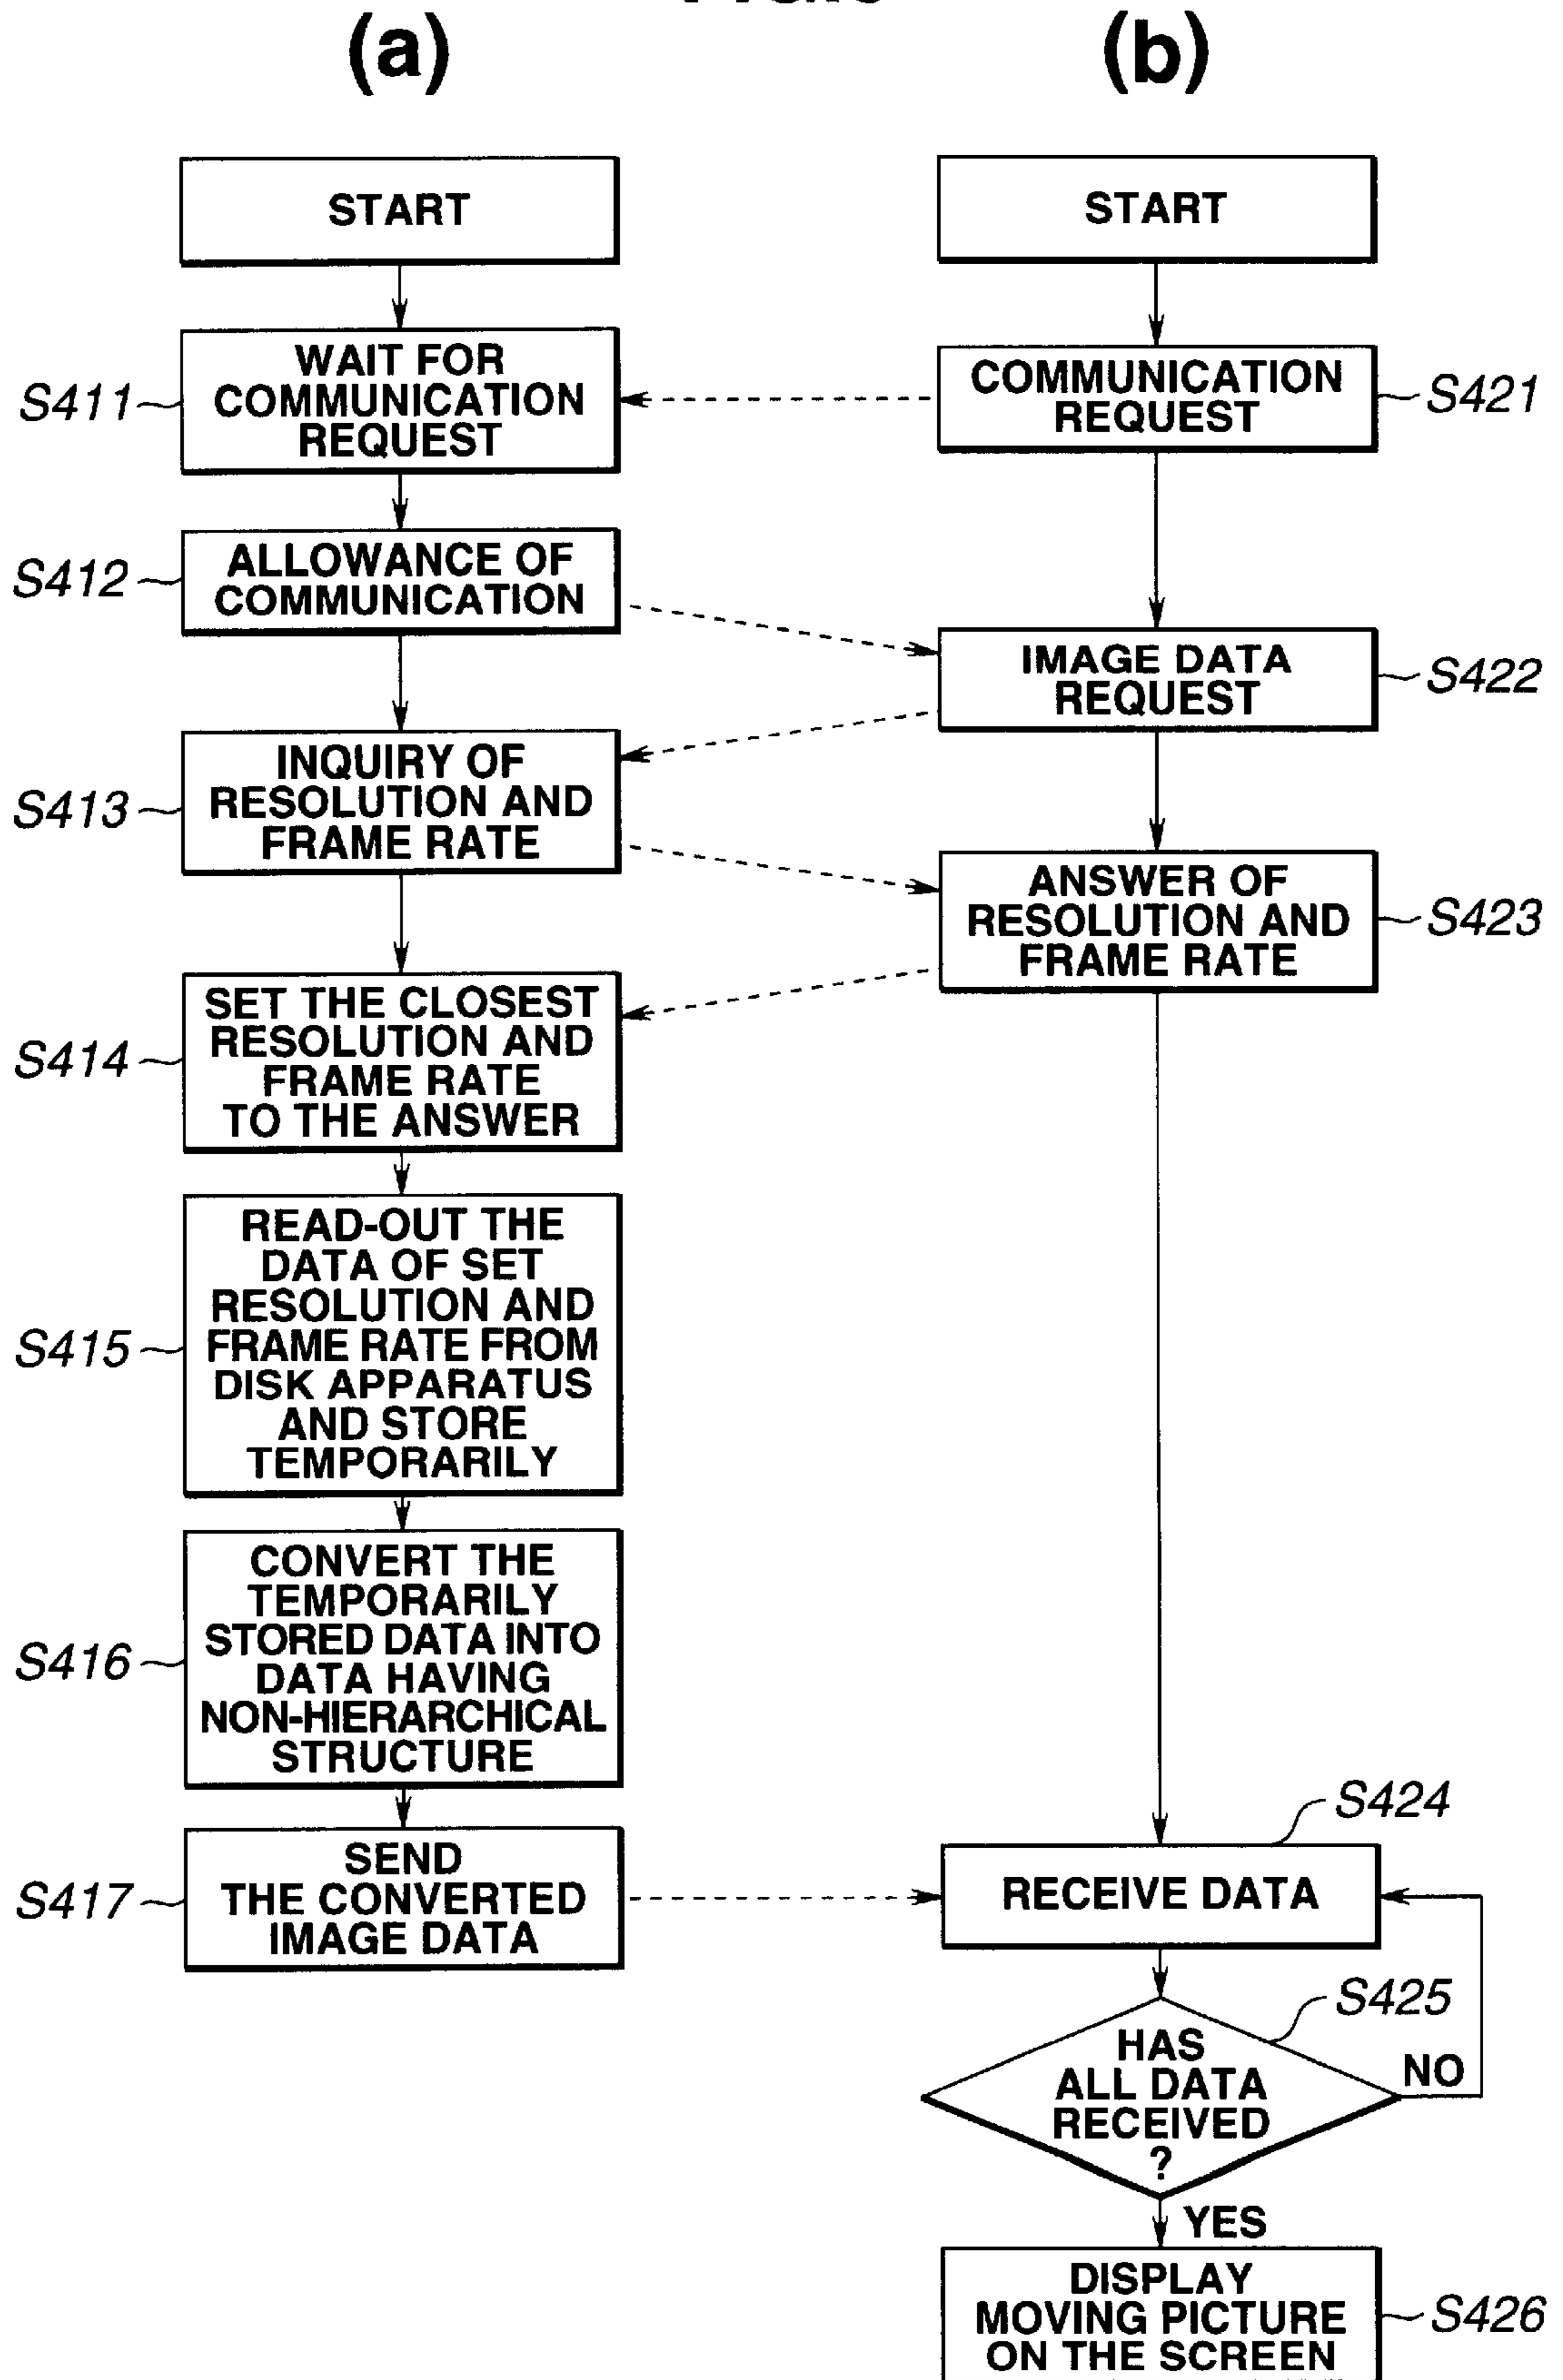 (a)
START
S411
WAIT FOR
COMMUNICATION
REQUEST
S412
ALLOWANCE OF
COMMUNICATION
S413
INQUIRY OF
RESOLUTION AND
FRAME RATE
S414
SET THE CLOSEST
RESOLUTION AND
FRAME RATE
TO THE ANSWER
S415
READ-OUT THE
DATA OF SET
RESOLUTION AND
FRAME RATE FROM
DISK APPARATUS
AND STORE
TEMPORARILY
S416
CONVERT THE
TEMPORARILY
STORED DATA INTO
DATA HAVING
NON-HIERARCHICAL
STRUCTURE
S417
SEND
THE CONVERTED
IMAGE DATA
(b)
START
COMMUNICATION
REQUEST
S421
IMAGE DATA
REQUEST
S422
ANSWER OF
RESOLUTION AND
FRAME RATE
S423
S424
RECEIVE DATA
S425
HAS
ALL DATA
RECEIVED
?
NO
YES
DISPLAY
MOVING PICTURE
ON THE SCREEN
S426